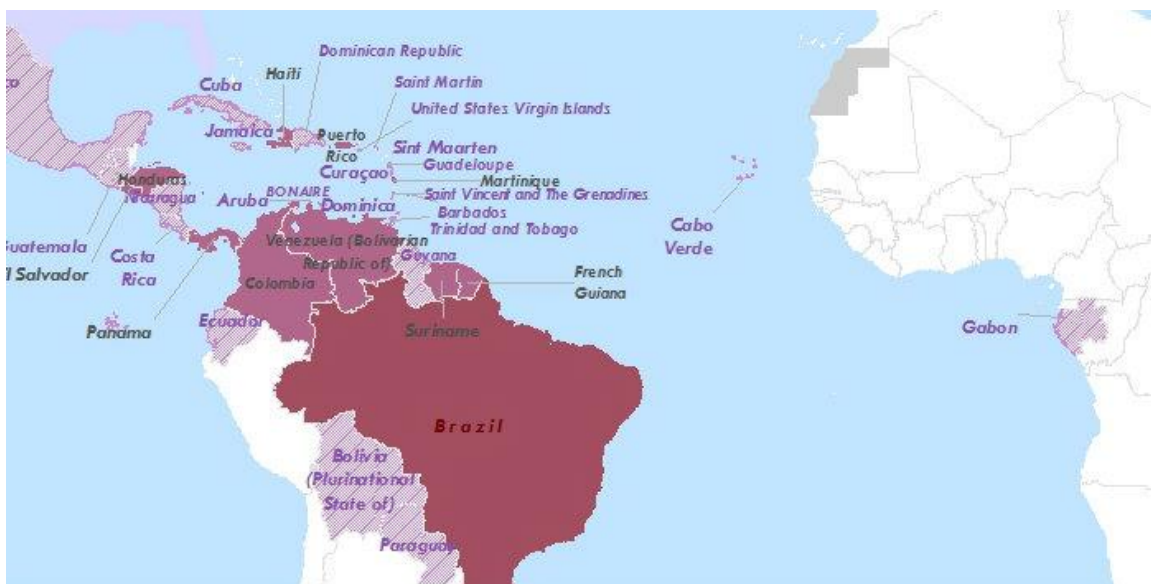 Dominican Republic
Haiti
Saint Martin
Cuba
United States Virgin Islands
Jamaica
Puerto
Rico
Sint Maarten
Guadeloupe
Curaçao
Martinique
Honduras
BONAIRE
Saint Vincent and The Grenadines
Nicaragua
Aruba
Dominica
Barbados
Trinidad and Tobago
Cabo
Verde
Guatemala
Costa
Rica
Venezuela (Bolivarian
Republic of)
Guyana
l Salvador
Colombia
French
Guiana
Panama
Ecuador
Suriname
Gabon
Brazil
Bolivia
(Plurinational
State of)
Paraguay